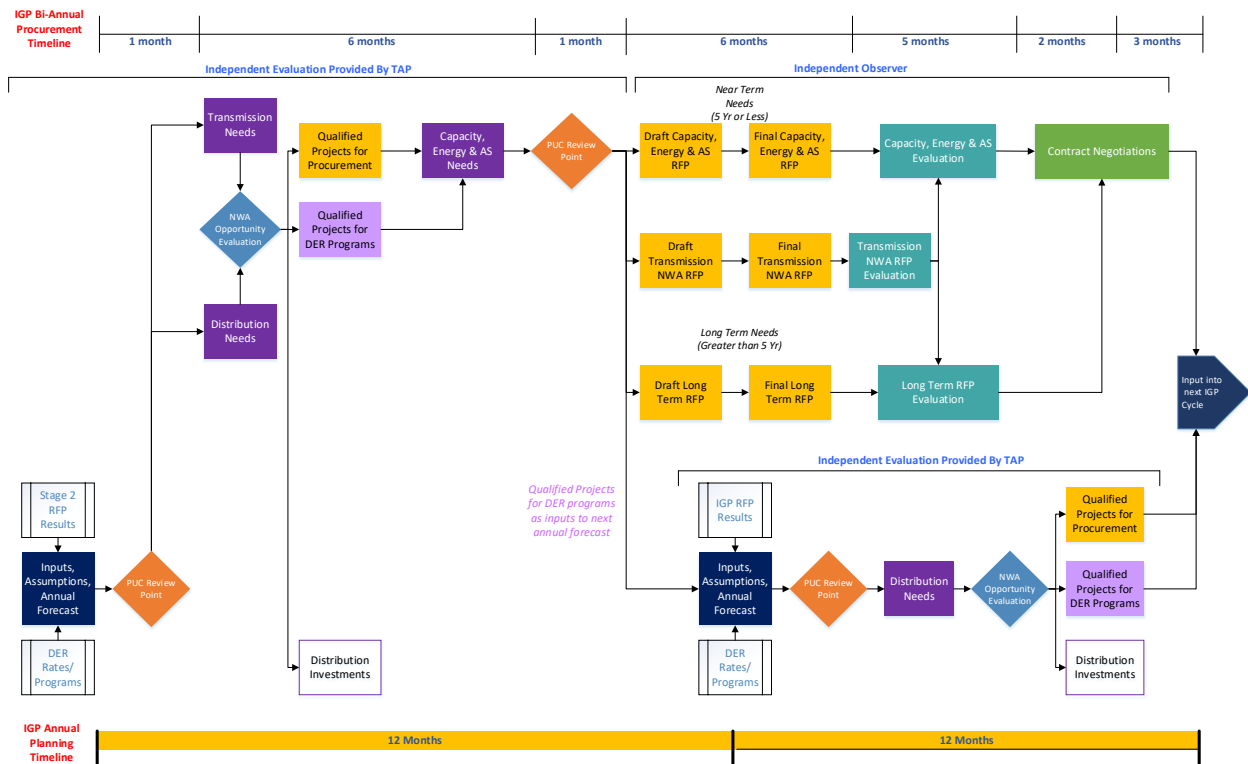 IGP Bi-Annual
Procurement
Timeline
1 month
6 months
1 month
6 months
5 months
2 months
3 months
Independent Evaluation Provided By TAP
Independent Observer
Near Term
Needs
(5 Yr or Less)
Transmission
Needs
Qualified
Projects for
Procurement
Capacity,
Energy & AS
Needs
PUC Review
Point
Draft Capacity,
Energy & AS
RFP
Final Capacity,
Energy & AS
RFP
Capacity, Energy & AS
Evaluation
Contract Negotiations
NWA
Opportunity
Evaluation
Qualified
Projects for
DER Programs
Draft
Transmission
NWA RFP
Final
Transmission
NWA RFP
Transmission
NWA RFP
Evaluation
Distribution
Needs
Long Term Needs
(Greater than 5 Yr)
Draft Long
Term RFP
Final Long
Term RFP
Long Term RFP
Evaluation
Input into
next IGP
Cycle
Independent Evaluation Provided By TAP
Stage 2
RFP
Results
Qualified Projects
for DER programs
as inputs to next
annual forecast
IGP RFP
Results
Qualified
Projects for
Procurement
Inputs,
Assumptions,
Annual
Forecast
PUC Review
Point
Inputs,
Assumptions,
Annual
Forecast
PUC Review
Point
Distribution
Needs
NWA
Opportunity
Evaluation
Qualified
Projects for
DER Programs
DER
Rates/
Programs
Distribution
Investments
DER
Rates/
Programs
Distribution
Investments
IGP Annual
Planning
Timeline
12 Months
12 Months